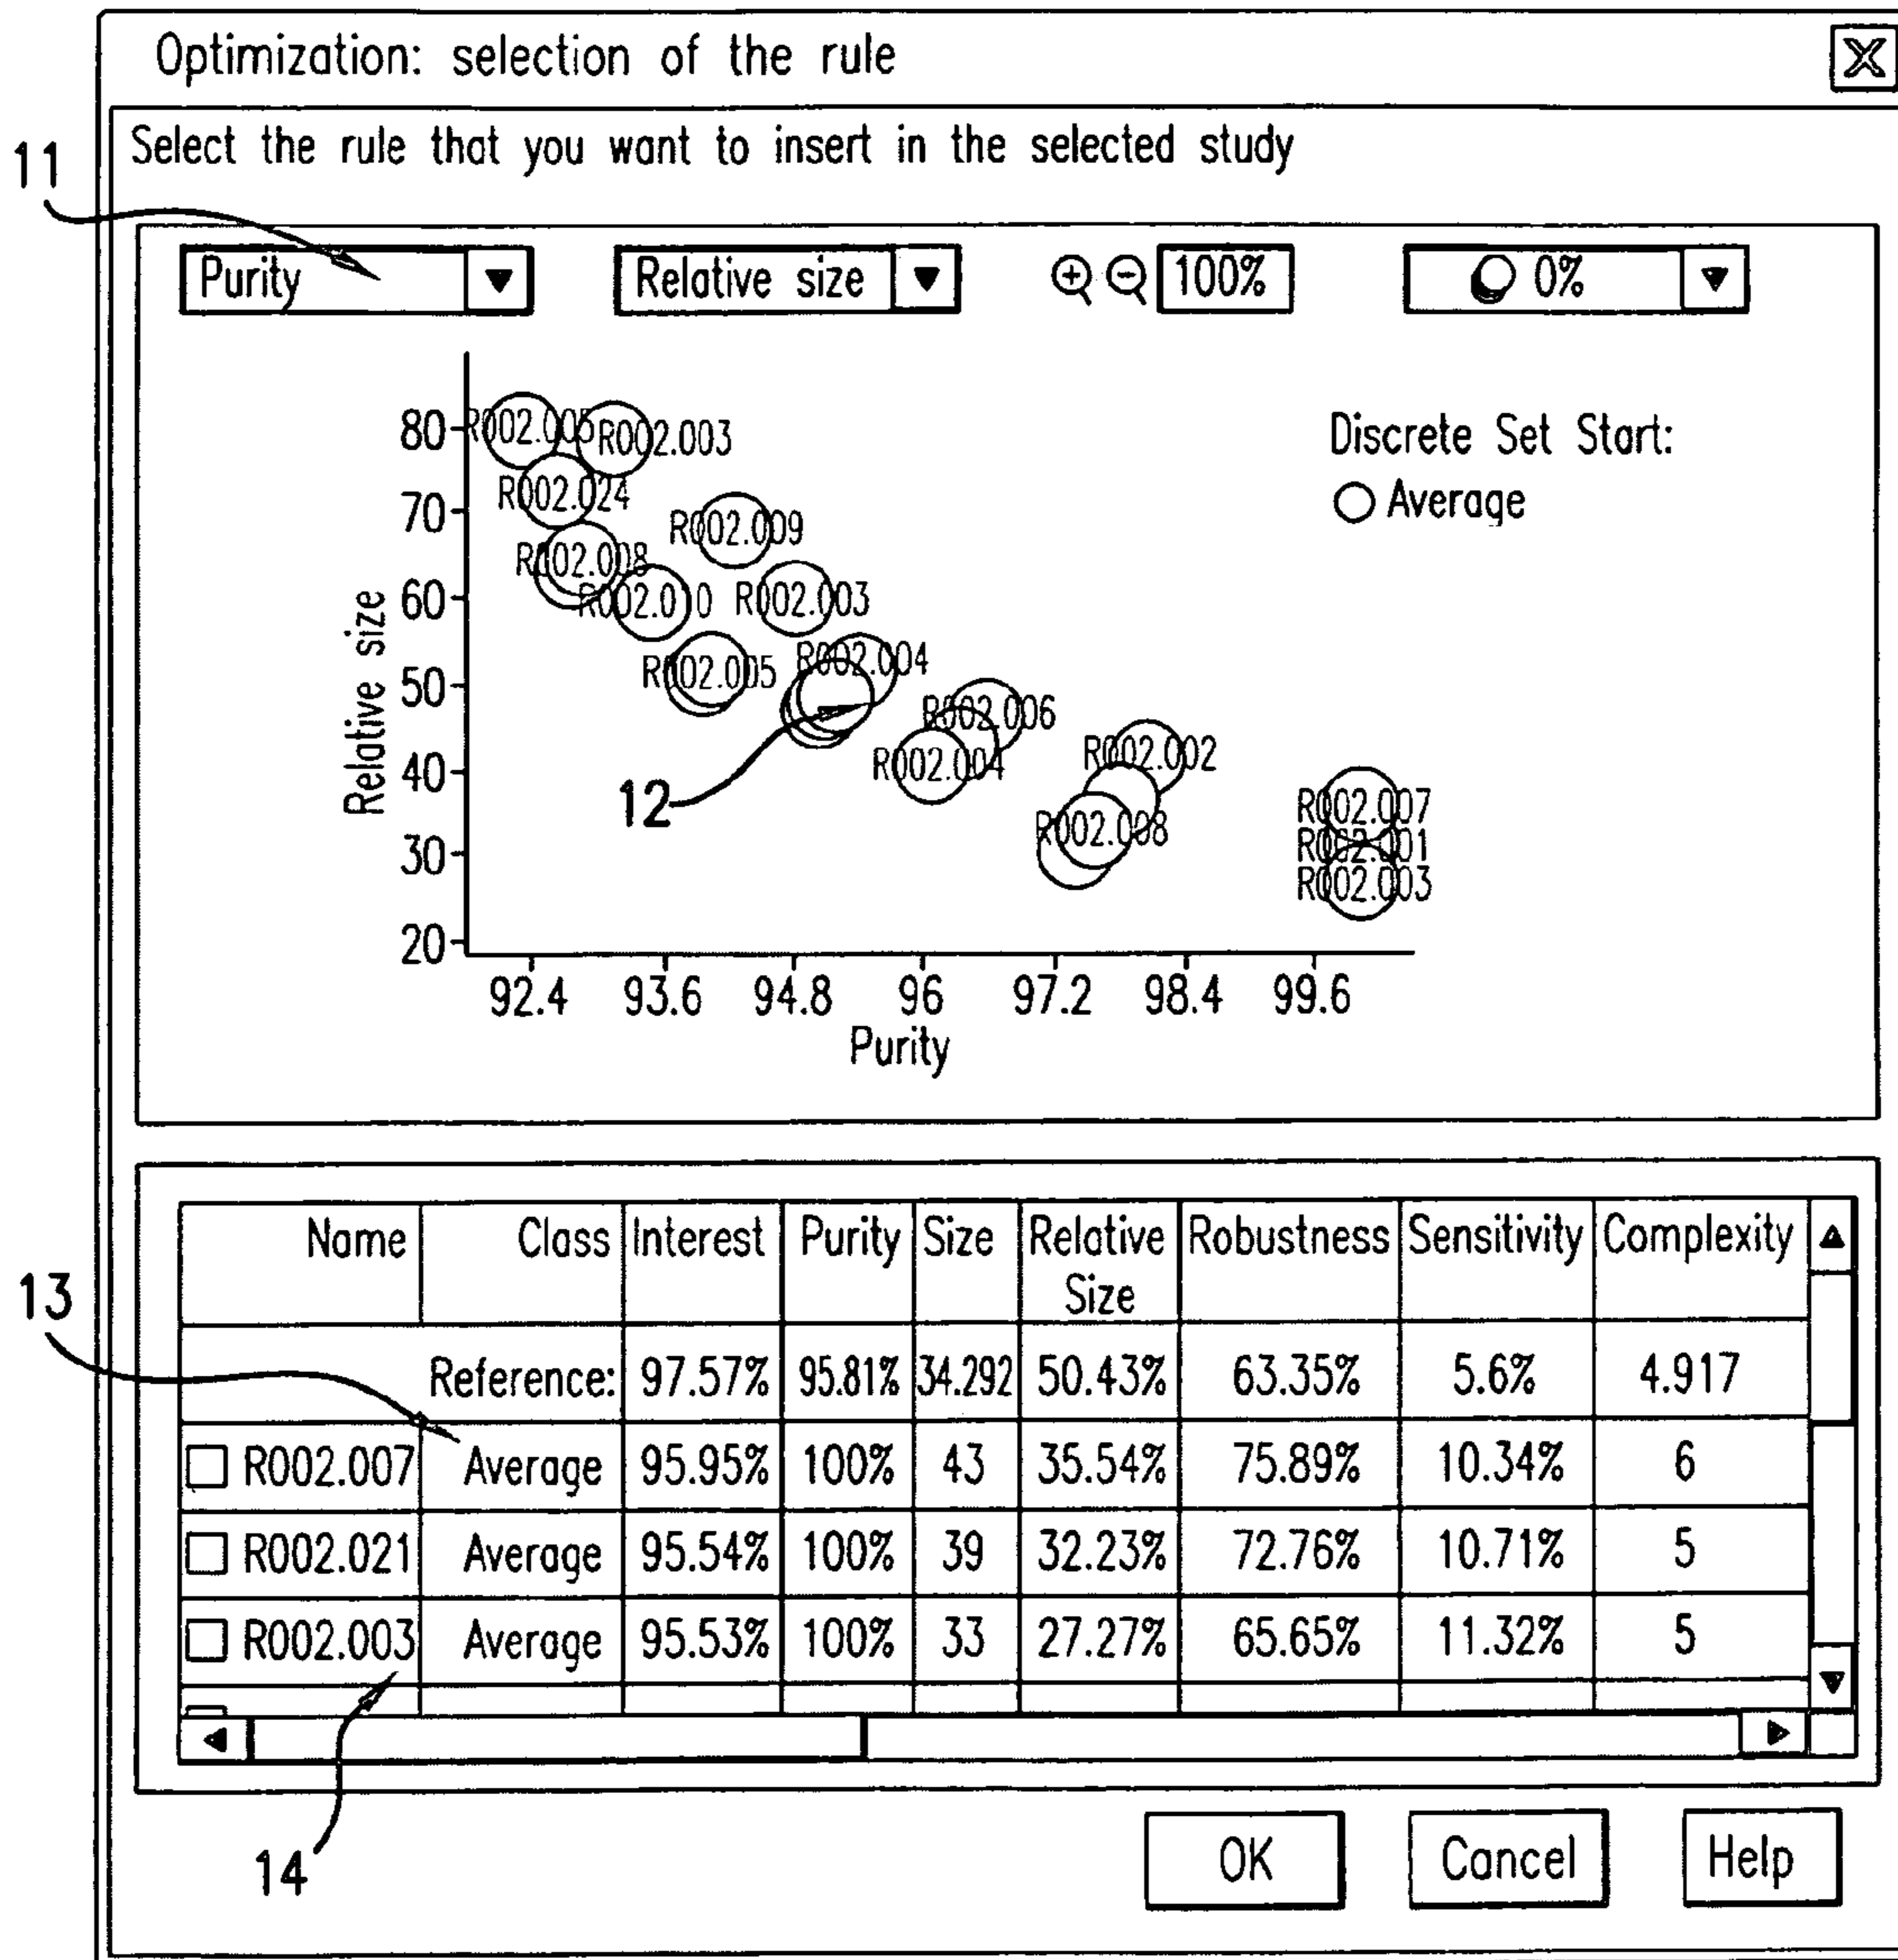 Optimization: selection of the rule
Select the rule that you want to insert in the selected study
11
Purity Relative size 100% 0%
80 R002.005 R002.003
R002.024
70 R002.009
R002.008
60 R002.010 R002.003
R002.005 R002.004
50
R002.006
40 R002.004 R002.002
R002.007
30 R002.008 R002.001
R002.003
20
Relative size
12
Discrete Set Start:
Average
92.4 93.6 94.8 96 97.2 98.4 99.6
Purity
Name Class Interest Purity Size Relative Size Robustness Sensitivity Complexity
13
Reference: 97.57% 95.81% 34.292 50.43% 63.35% 5.6% 4.917
R002.007 Average 95.95% 100% 43 35.54% 75.89% 10.34% 6
R002.021 Average 95.54% 100% 39 32.23% 72.76% 10.71% 5
R002.003 Average 95.53% 100% 33 27.27% 65.65% 11.32% 5
14
OK Cancel Help